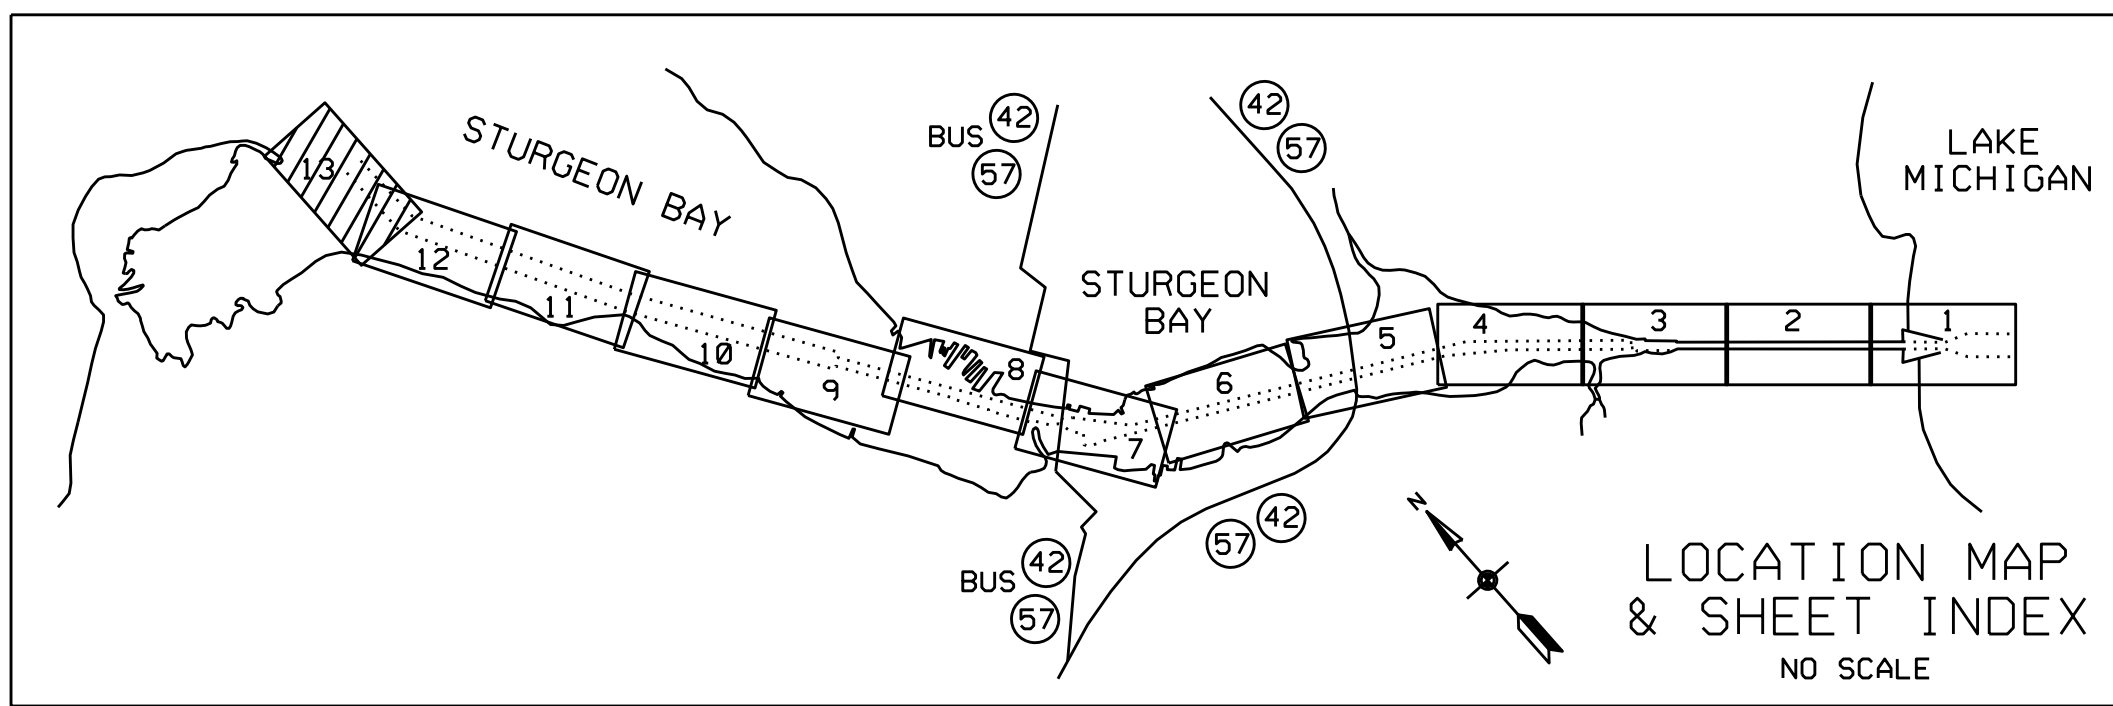 STURGEON BAY
BUS 42
57
42
57
LAKE
MICHIGAN
STURGEON
BAY
13
12
11
10
9
8
7
6
5
4
3
2
1
BUS 42
57
57 42
N
LOCATION MAP
& SHEET INDEX
NO SCALE